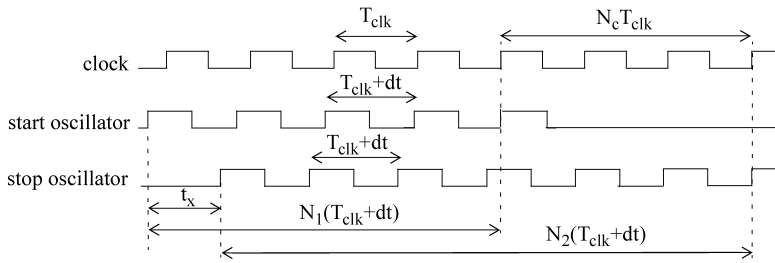 T_clk
N_cT_clk
clock
T_clk+dt
start oscillator
T_clk+dt
stop oscillator
t_x
N_1(T_clk+dt)
N_2(T_clk+dt)